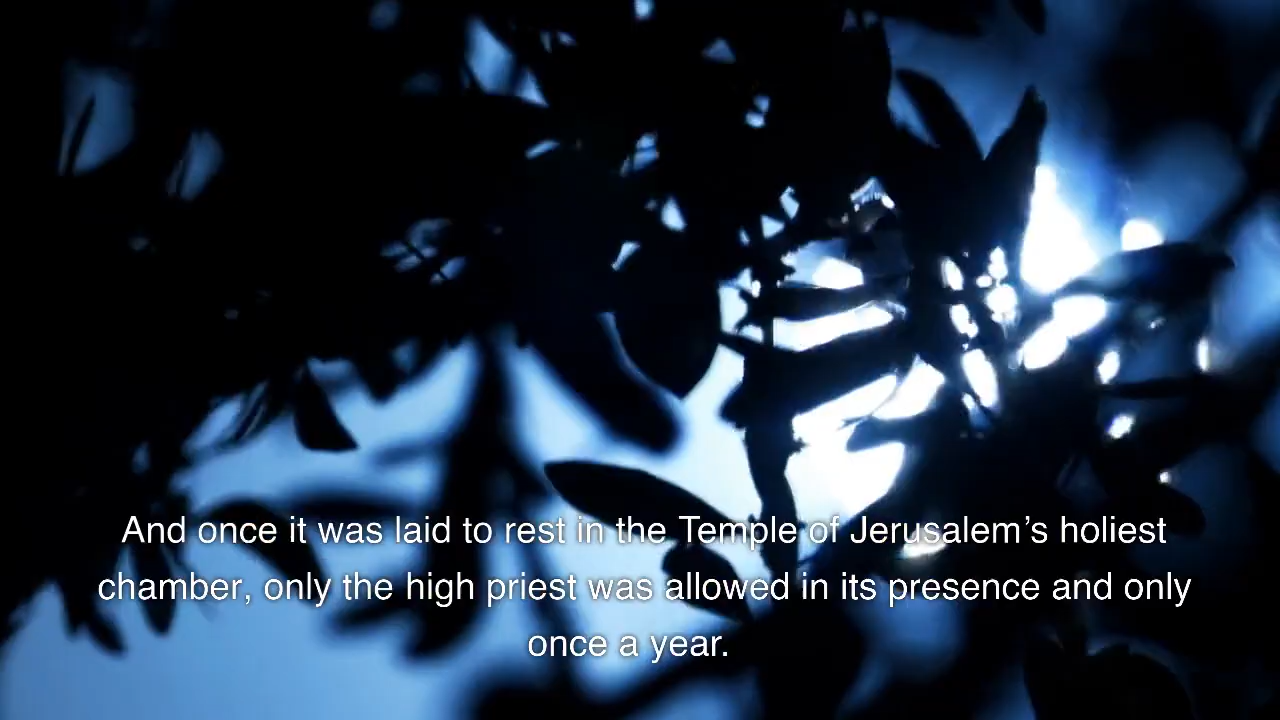 And once it was laid to rest in the Temple of Jerusalem’s holiest
chamber, only the high priest was allowed in its presence and only
once a year.